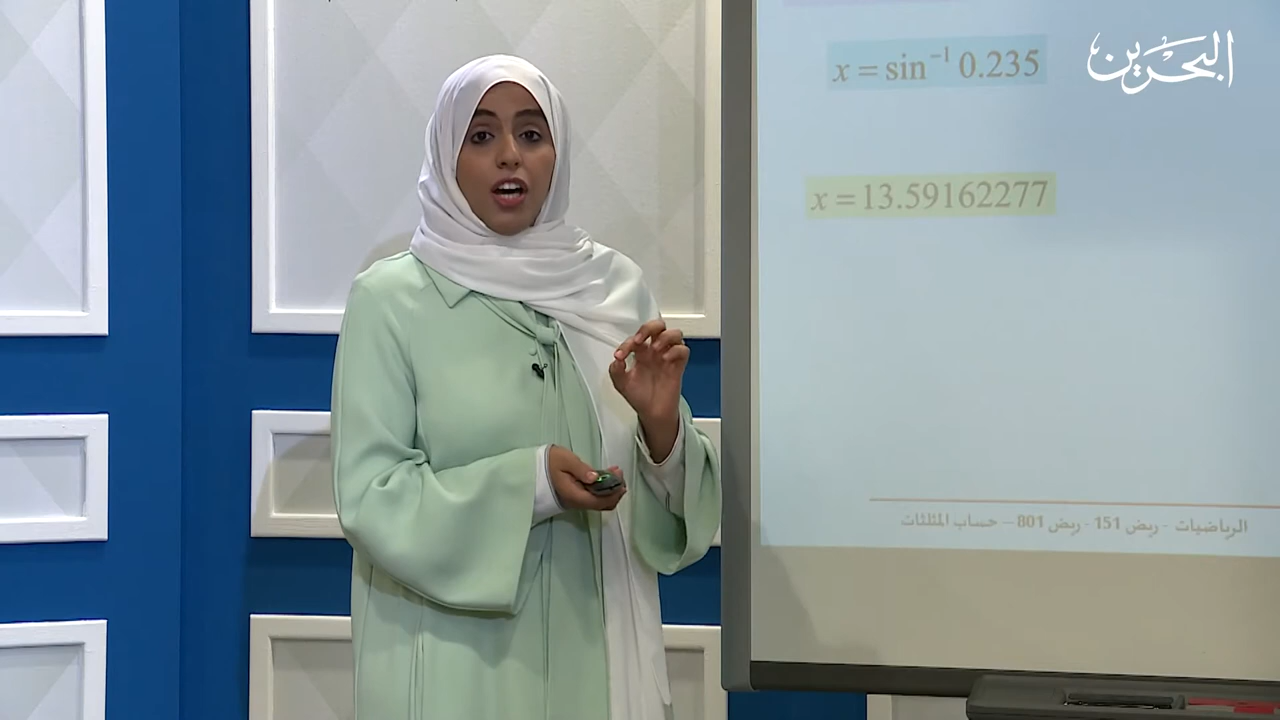 البحرين
x = sin⁻¹ 0.235
x = 13.59162277
الرياضيات - ريض 151 - ريض 801 – حساب المثلثات